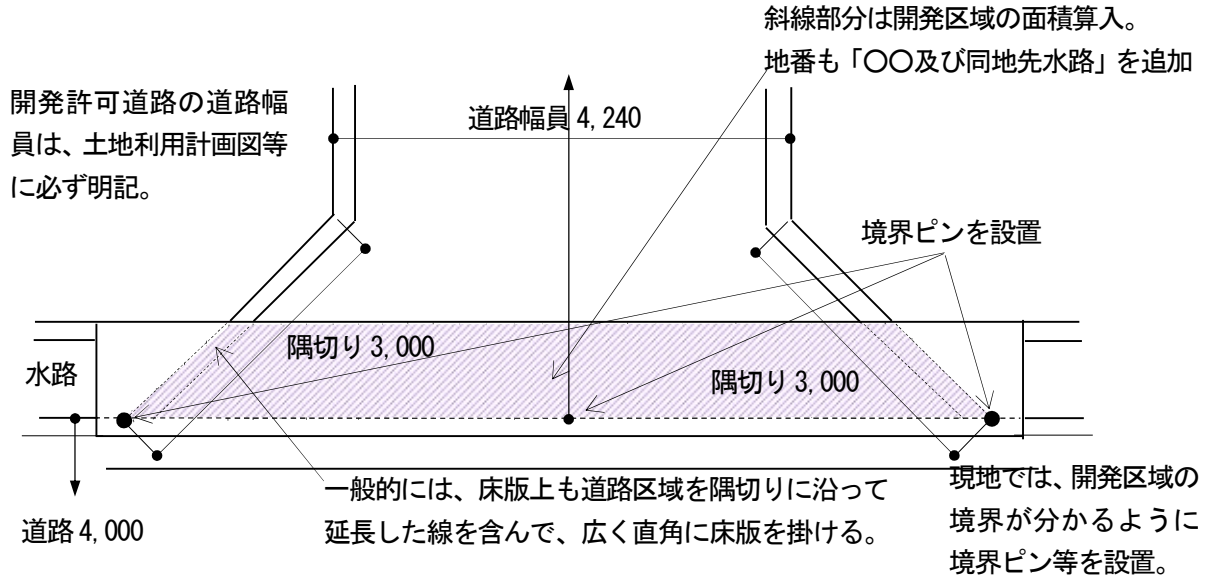 斜線部分は開発区域の面積算入。
地番も「〇〇及び同地先水路」を追加
開発許可道路の道路幅
員は、土地利用計画図等
に必ず明記。
道路幅員 4,240
境界ピンを設置
隅切り 3,000
水路
隅切り 3,000
一般的には、床版上も道路区域を隅切りに沿って
延長した線を含んで、広く直角に床版を掛ける。
現地では、開発区域の
境界が分かるように
境界ピン等を設置。
道路 4,000